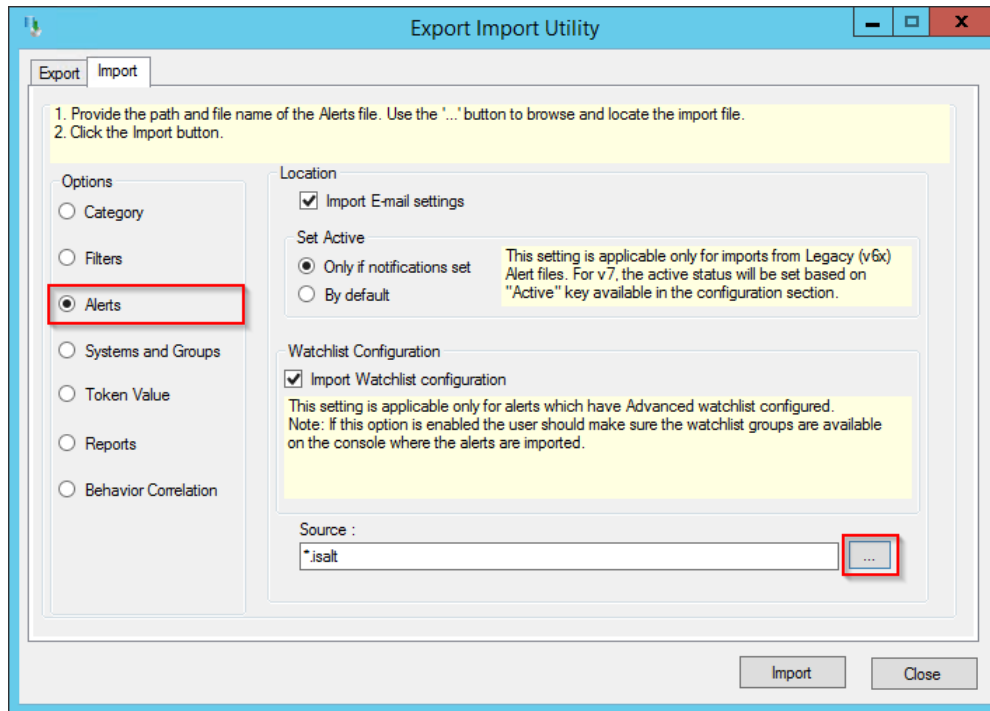 Export Import Utility
Export
Import
1. Provide the path and file name of the Alerts file. Use the '...' button to browse and locate the import file.
2. Click the Import button.
Options
Category
Filters
Alerts
Systems and Groups
Token Value
Reports
Behavior Correlation
Location
Import E-mail settings
Set Active
Only if notifications set
By default
This setting is applicable only for imports from Legacy (v6x)
Alert files. For v7, the active status will be set based on
"Active" key available in the configuration section.
Watchlist Configuration
Import Watchlist configuration
This setting is applicable only for alerts which have Advanced watchlist configured.
Note: If this option is enabled the user should make sure the watchlist groups are available
on the console where the alerts are imported.
Source :
*.isalt
...
Import
Close